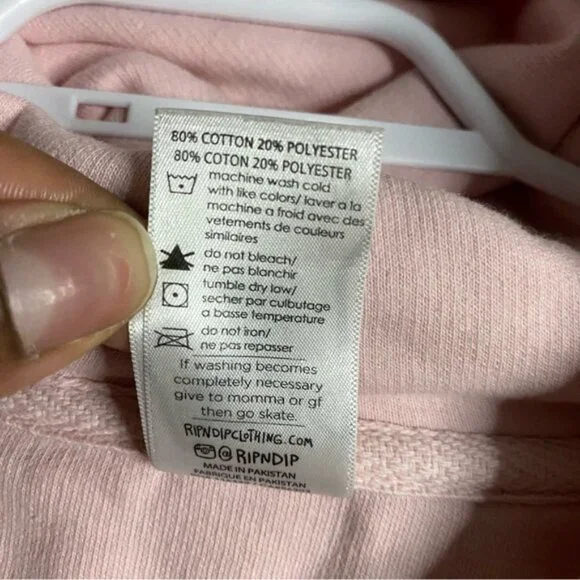 80% COTTON 20% POLYESTER
80% COTON 20% POLYESTER
machine wash cold
with like colors/ laver a la
machine a froid avec des
vetements de couleurs
similaires
do not bleach/
ne pas blanchir
tumble dry low/
secher par culbutage
a basse temperature
do not iron/
ne pas repasser
If washing becomes
completely necessary
give to momma or gf
then go skate.
RIPNDIPCLOTHING.COM
@RIPNDIP
MADE IN PAKISTAN
FABRIQUE EN PAKISTAN